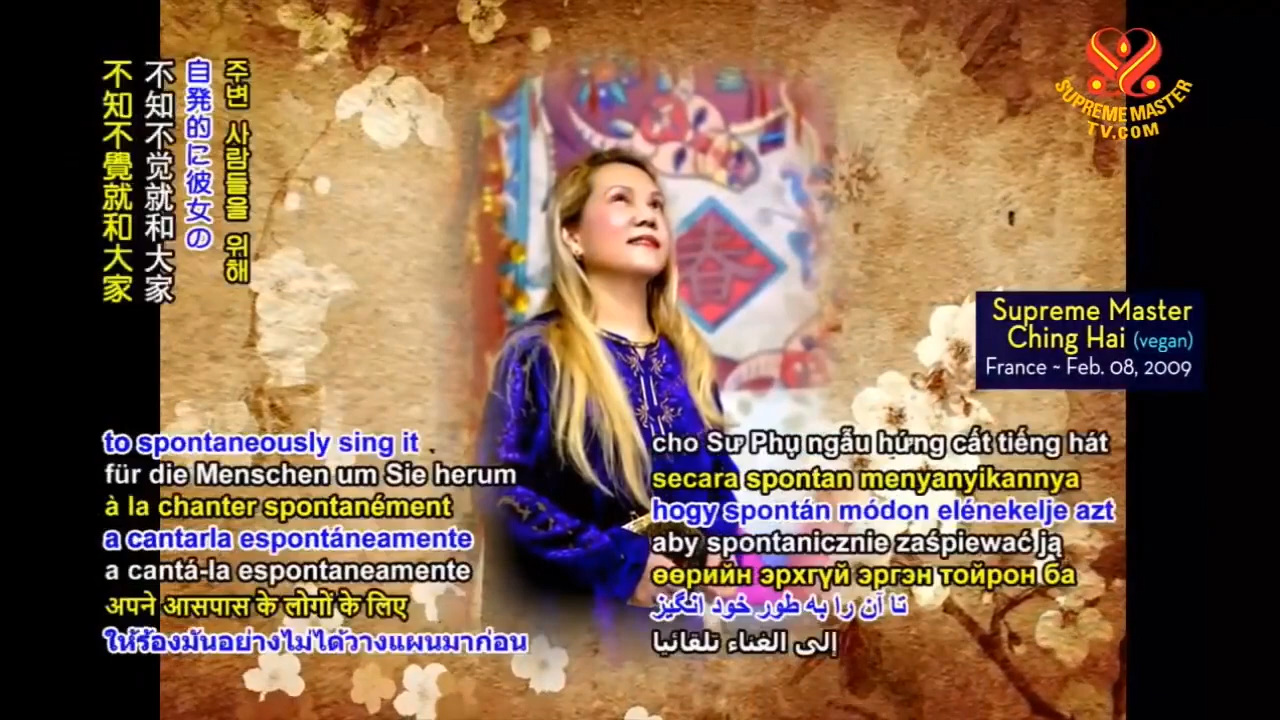 不知不覺就和大家
不知不觉就和大家
自発的に彼女の
주변 사람들을 위해
春
SUPREME MASTER
TV.COM
Supreme Master
Ching Hai (vegan)
France ~ Feb. 08, 2009
to spontaneously sing it
für die Menschen um Sie herum
à la chanter spontanément
a cantarla espontáneamente
a cantá-la espontaneamente
अपने आसपास के लोगों के लिए
ให้ร้องมันอย่างไม่ได้วางแผนมาก่อน
cho Sư Phụ ngẫu hứng cất tiếng hát
secara spontan menyanyikannya
hogy spontán módon elénekelje azt
aby spontanicznie zaśpiewać ją
өөрийн эрхгүй эргэн тойрон ба
تا آن را به طور خود انگیز
إلى الغناء تلقائيا